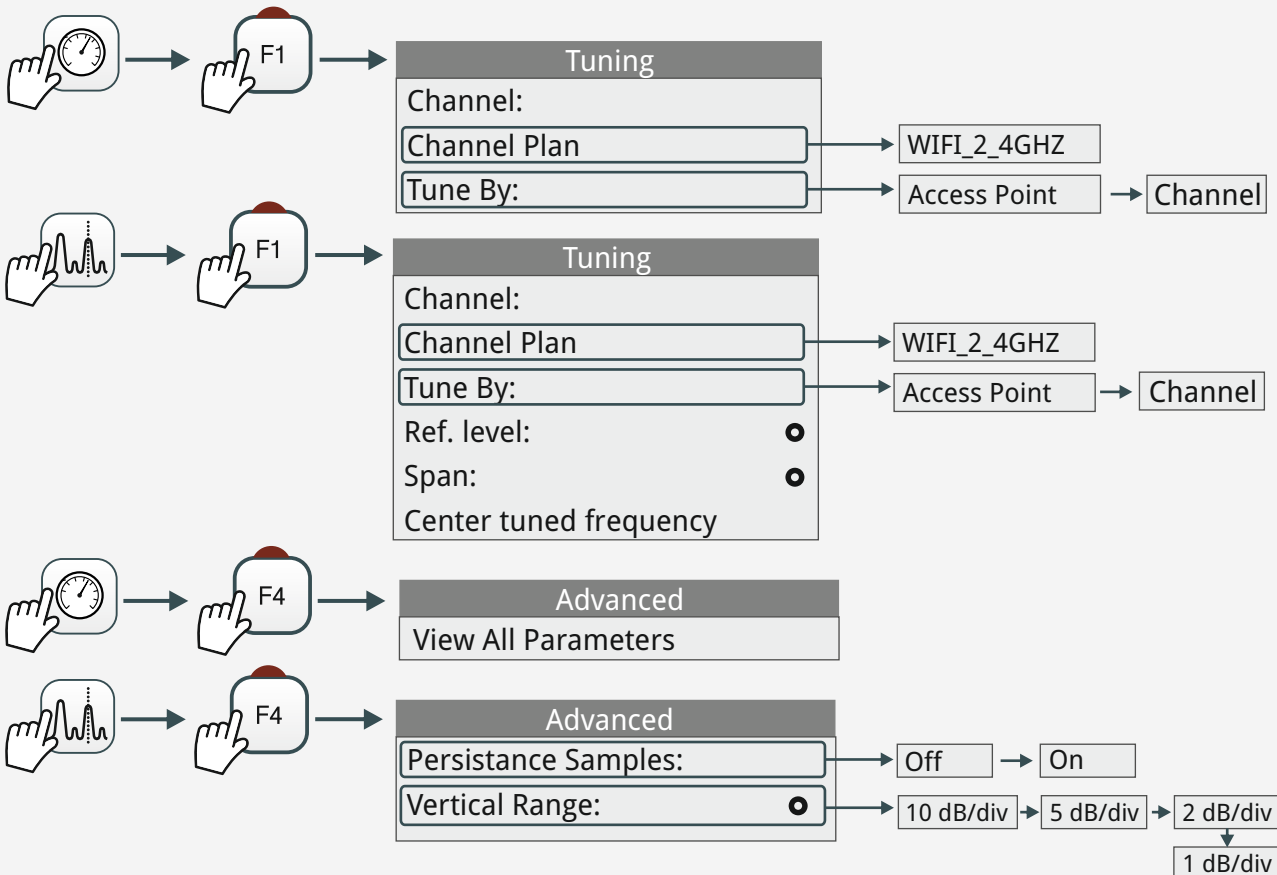 F1
Tuning
Channel:
Channel Plan
WIFI_2_4GHZ
Tune By:
Access Point
Channel
F1
Tuning
Channel:
Channel Plan
WIFI_2_4GHZ
Tune By:
Access Point
Channel
Ref. level:
Span:
Center tuned frequency
F4
Advanced
View All Parameters
F4
Advanced
Persistance Samples:
Off
On
Vertical Range:
10 dB/div
5 dB/div
2 dB/div
1 dB/div